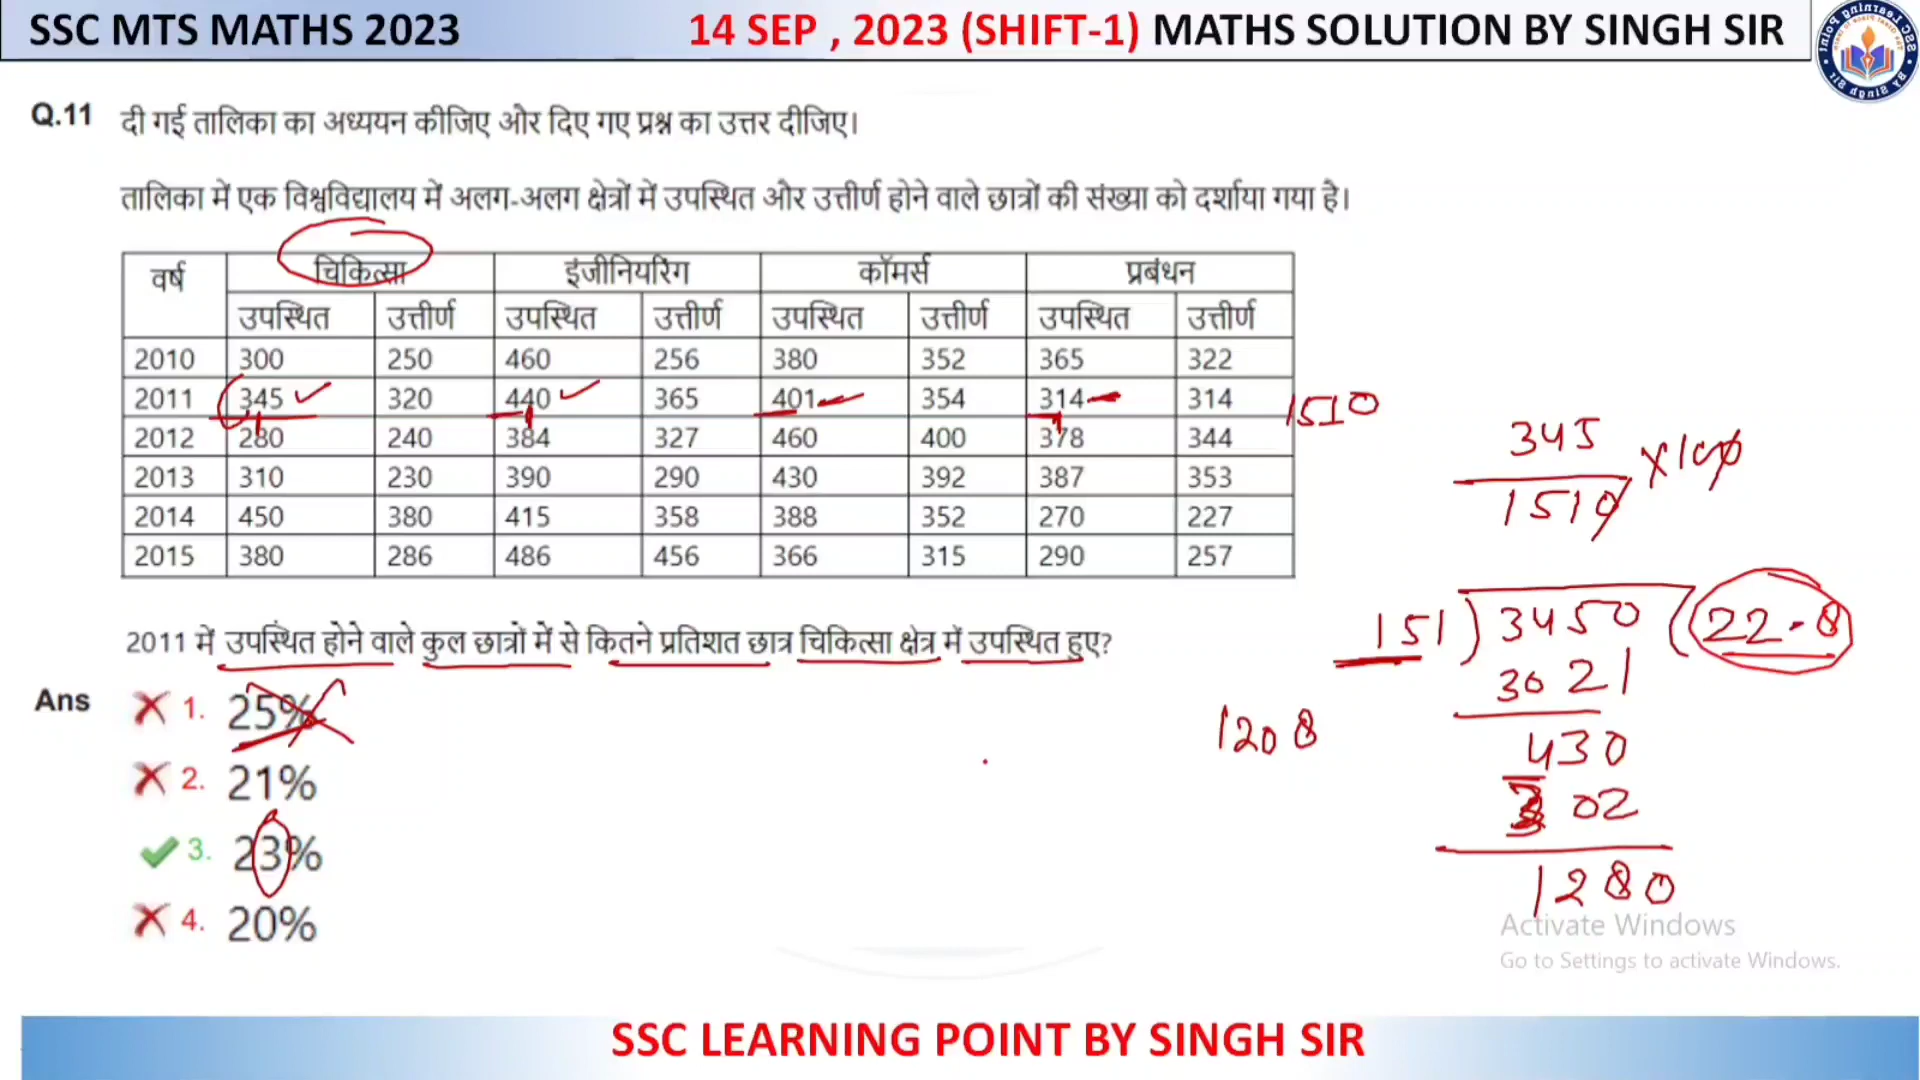 SSC MTS MATHS 2023 14 SEP , 2023 (SHIFT-1) MATHS SOLUTION BY SINGH SIR
Q.11 दी गई तालिका का अध्ययन कीजिए और दिए गए प्रश्न का उत्तर दीजिए।
तालिका में एक विश्वविद्यालय में अलग-अलग क्षेत्रों में उपस्थित और उत्तीर्ण होने वाले छात्रों की संख्या को दर्शाया गया है।
वर्ष चिकित्सा इंजीनियरिंग कॉमर्स प्रबंधन
उपस्थित उत्तीर्ण उपस्थित उत्तीर्ण उपस्थित उत्तीर्ण उपस्थित उत्तीर्ण
2010 300 250 460 256 380 352 365 322
2011 345 320 440 365 401 354 314 314 1510
2012 280 240 384 327 460 400 378 344
2013 310 230 390 290 430 392 387 353
2014 450 380 415 358 388 352 270 227
2015 380 286 486 456 366 315 290 257
345
1510 ×100
151 ) 3450 ( 22.8
3021
430
302
1280
1208
2011 में उपस्थित होने वाले कुल छात्रों में से कितने प्रतिशत छात्र चिकित्सा क्षेत्र में उपस्थित हुए?
Ans 1. 25%
2. 21%
3. 23%
4. 20%
Activate Windows
Go to Settings to activate Windows.
SSC LEARNING POINT BY SINGH SIR